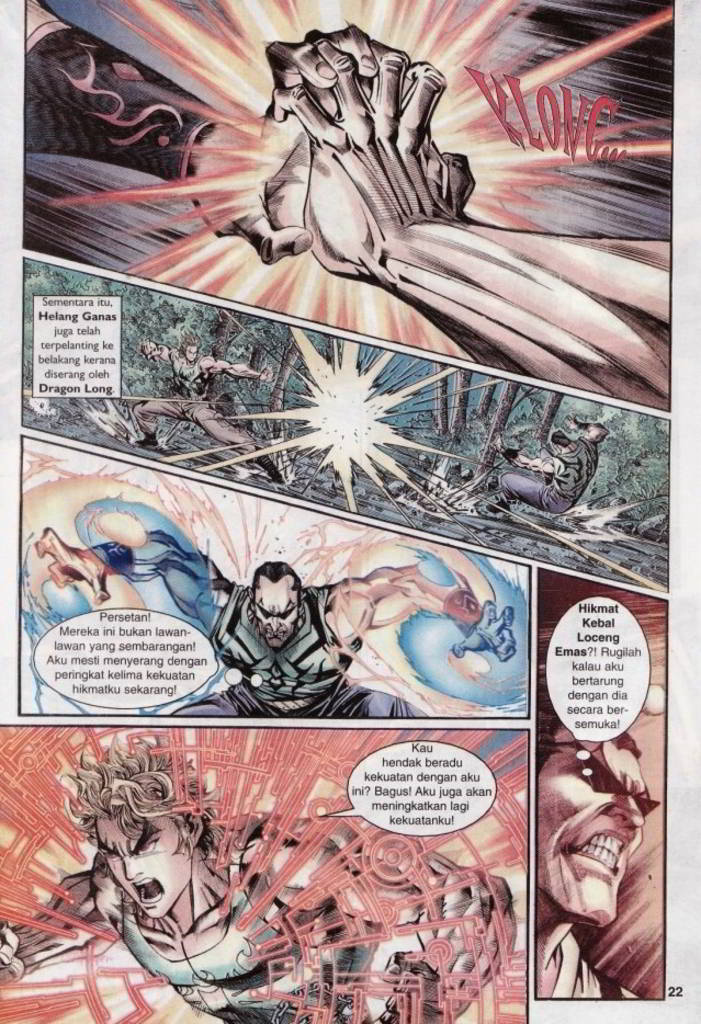 KLONG...
Sementara itu,
Helang Ganas
juga telah
terpelanting ke
belakang kerana
diserang oleh
Dragon Long.
Persetan!
Mereka ini bukan lawan-
lawan yang sembarangan!
Aku mesti menyerang dengan
peringkat kelima kekuatan
hikmatku sekarang!
Hikmat
Kebal
Loceng
Emas?! Rugilah
kalau aku
bertarung
dengan dia
secara ber-
semuka!
Kau
hendak beradu
kekuatan dengan aku
ini? Bagus! Aku juga akan
meningkatkan lagi
kekuatanku!
22